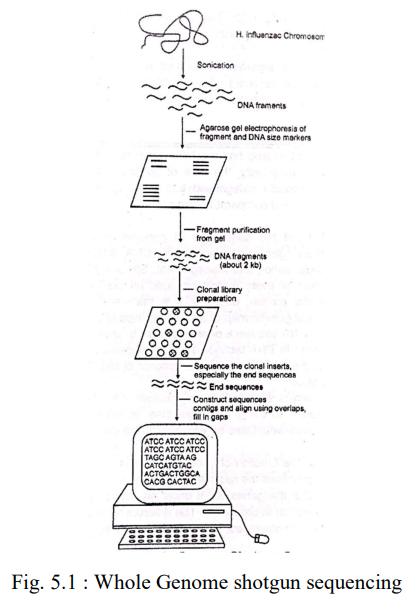 H. Influenzac Chromosom
Sonication
DNA framents
Agarose gel electrophoresis of
fragment and DNA size markers
Fragment purification
from gel
DNA fragments
(about 2 kb)
Clonal library
preparation
Sequence the clonal inserts,
especially the end sequences
End sequences
Construct sequences
contigs and align using overlaps,
fill in gaps
ATCC ATCC ATCC
ATCC ATCC ATCC
TAGC AGTA AG
CATCATGTAC
ACTGACTGGCA
CACG CACTAC
Fig. 5.1 : Whole Genome shotgun sequencing